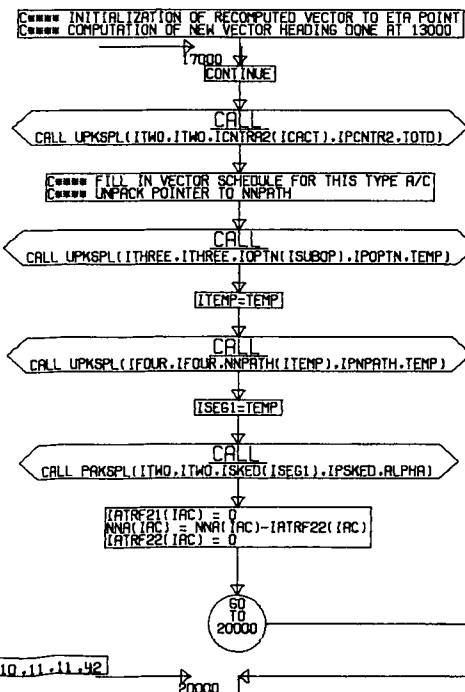 C**** INITIALIZATION OF RECOMPUTED VECTOR TO ETA POINT
C**** COMPUTATION OF NEW VECTOR HEADING DONE AT 13000
17000
CONTINUE
CALL
CALL UPKSPL(ITWO,ITWO,ICNTRA2(ICACT),IPCNTR2,TOTD)
C**** FILL IN VECTOR SCHEDULE FOR THIS TYPE A/C
C**** UNPACK POINTER TO NNPATH
CALL
CALL UPKSPL(ITHREE,ITHREE,IOPTN(ISUBOP),IPOPTN,TEMP)
ITEMP=TEMP
CALL
CALL UPKSPL(IFOUR,IFOUR,NNPATH(ITEMP),IPNPATH,TEMP)
ISEG1=TEMP
CALL
CALL PAKSPL(ITWO,ITWO,ISKED(ISEG1),IPSKED,ALPHA)
IATRF21(IAC) = 0
NNA(IAC) = NNA(IAC)-IATRF22(IAC)
IATRF22(IAC) = 0
GO
TO
20000
10,11,11,42
20000